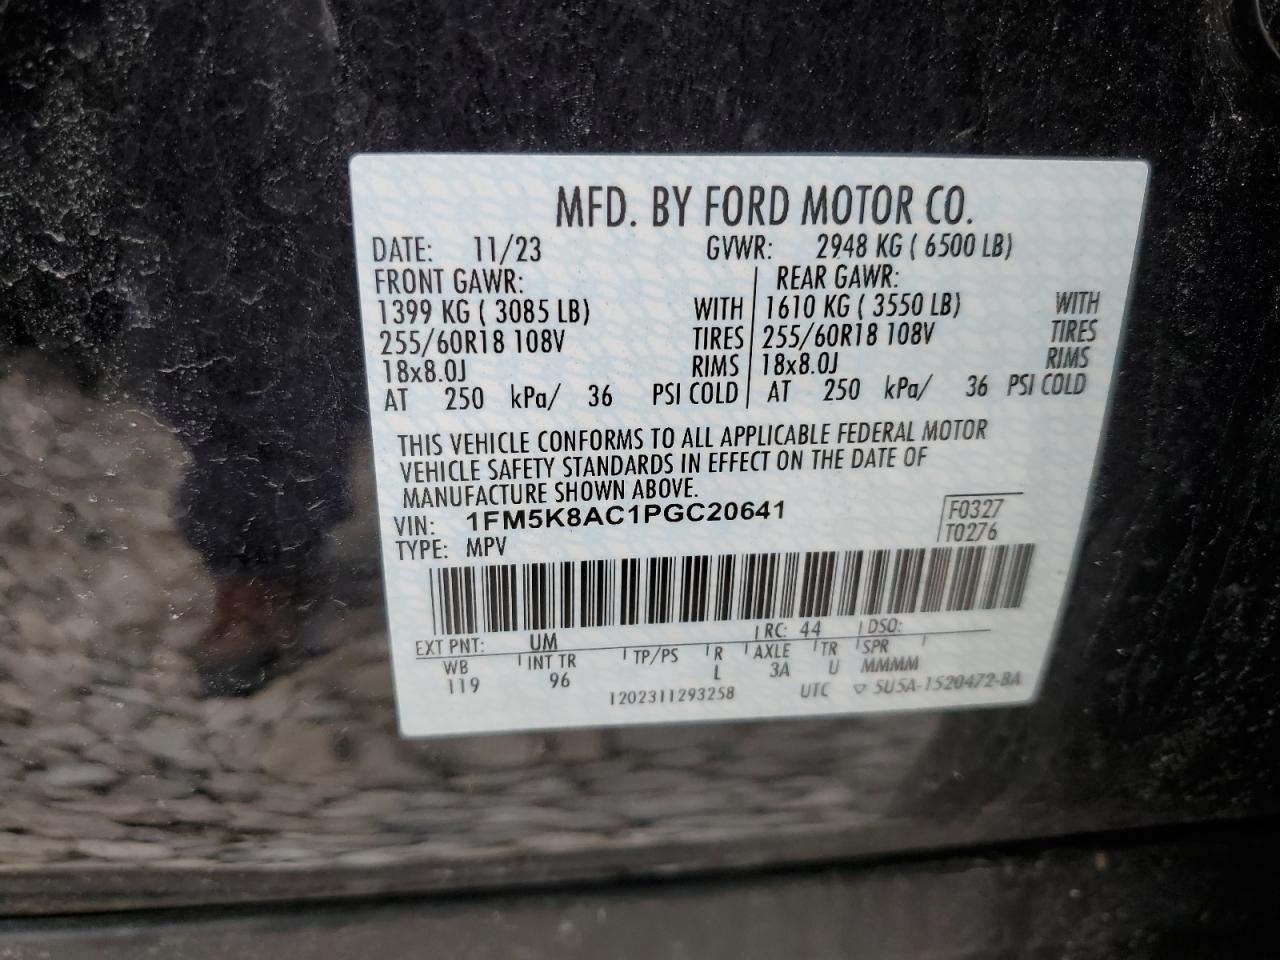 MFD. BY FORD MOTOR CO.
DATE: 11/23 GVWR: 2948 KG ( 6500 LB)
FRONT GAWR: REAR GAWR:
1399 KG ( 3085 LB) WITH 1610 KG ( 3550 LB) WITH
255/60R18 108V TIRES 255/60R18 108V TIRES
18x8.0J RIMS 18x8.0J RIMS
AT 250 kPa/ 36 PSI COLD AT 250 kPa/ 36 PSI COLD
THIS VEHICLE CONFORMS TO ALL APPLICABLE FEDERAL MOTOR
VEHICLE SAFETY STANDARDS IN EFFECT ON THE DATE OF
MANUFACTURE SHOWN ABOVE.
VIN: 1FM5K8AC1PGC20641 F0327
TYPE: MPV T0276
EXT PNT: UM RC: 44 DSO:
WB INT TR TP/PS R AXLE TR SPR
119 96 L 3A U MMMM
1202311293258 UTC ▽ 5U5A-1520472-BA